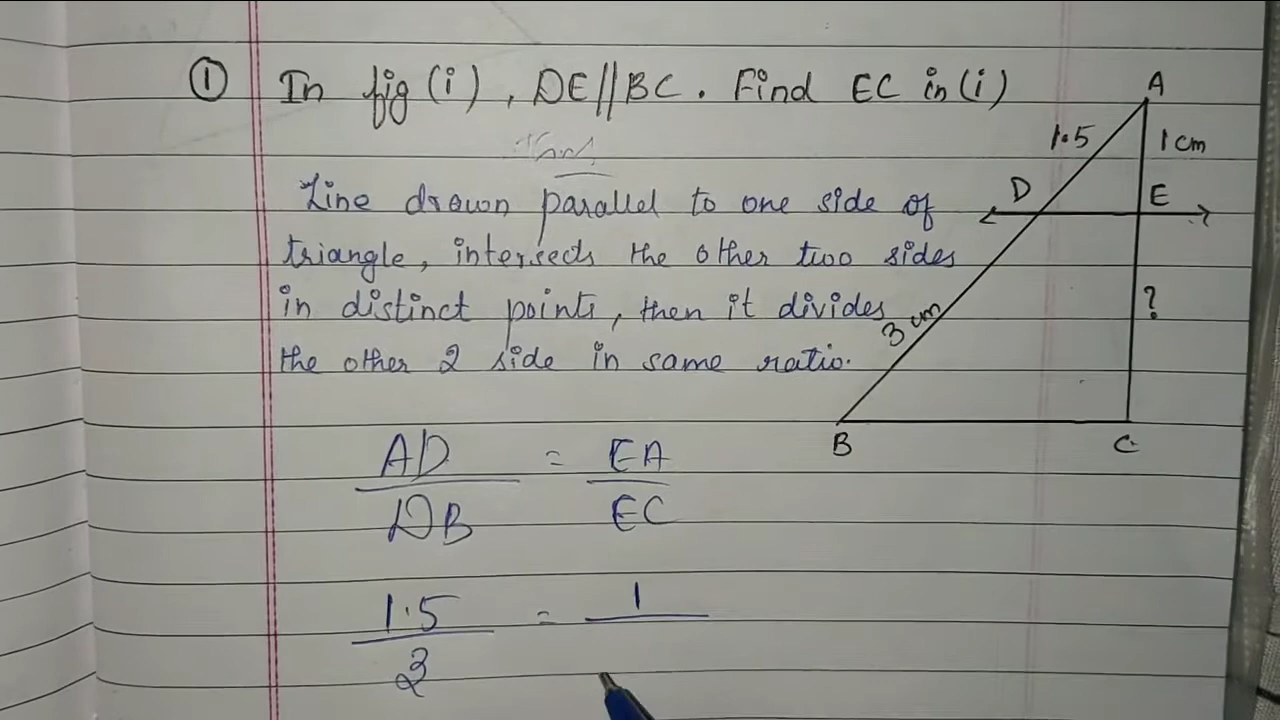 ① In fig (i), DE//BC. Find EC in (i)
Line drawn parallel to one side of
triangle, intersects the other two sides
in distinct points, then it divides
the other 2 side in same ratio.
AD/DB = EA/EC
1.5/3 = 1/
A
1.5
1 cm
D
E
3 cm
?
B
C